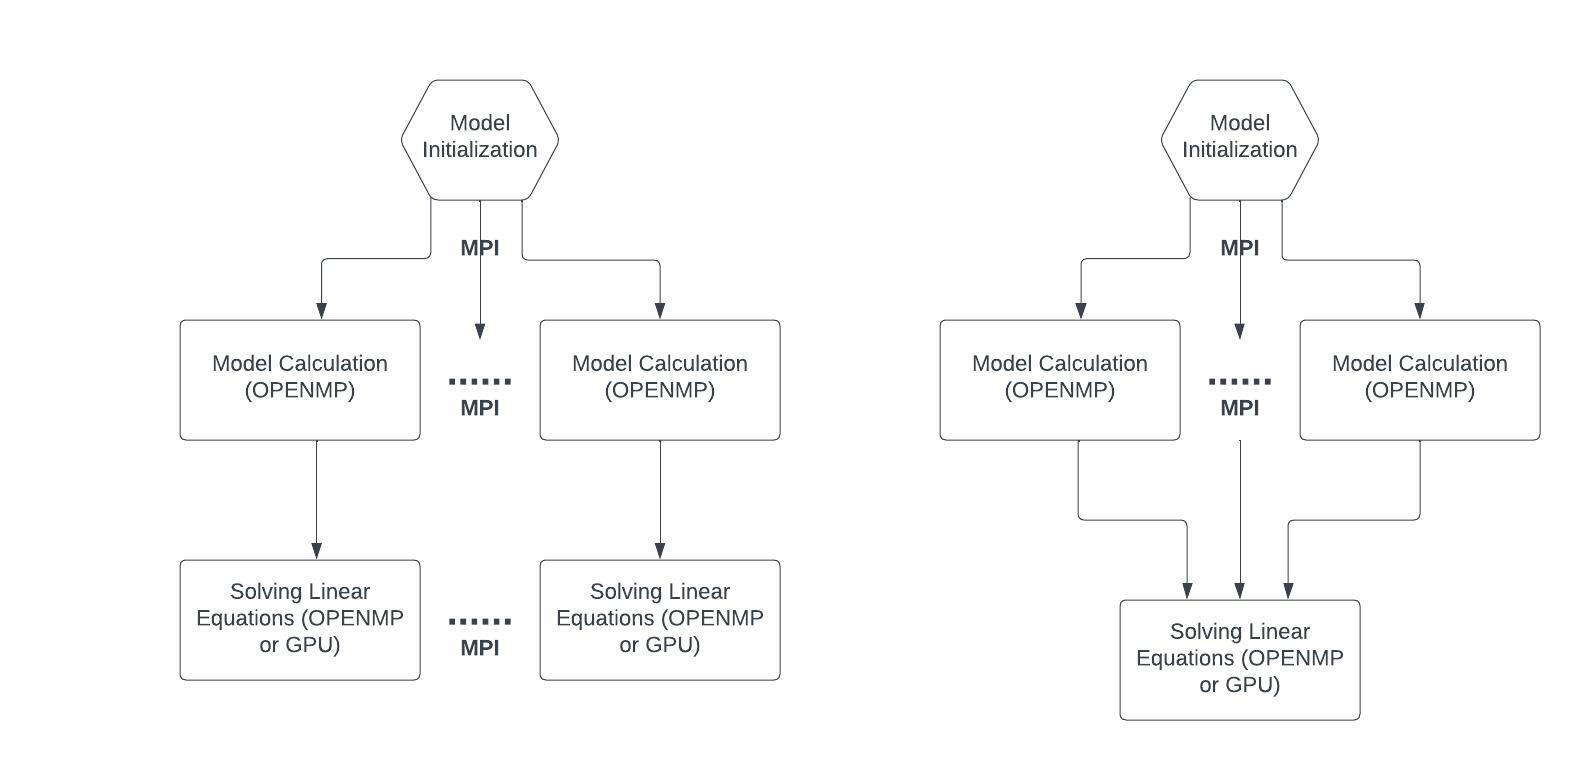 Model
Initialization
MPI
Model Calculation
(OPENMP)
MPI
Model Calculation
(OPENMP)
Solving Linear
Equations (OPENMP
or GPU)
MPI
Solving Linear
Equations (OPENMP
or GPU)
Model
Initialization
MPI
Model Calculation
(OPENMP)
MPI
Model Calculation
(OPENMP)
Solving Linear
Equations (OPENMP
or GPU)